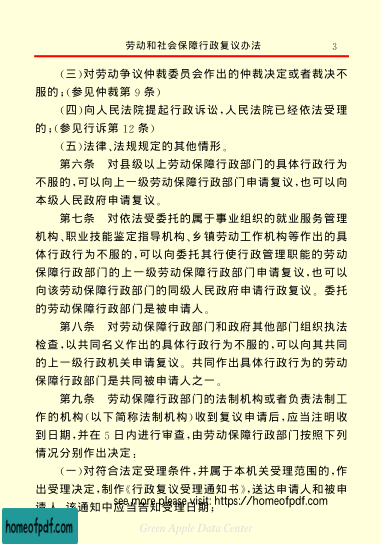 劳动和社会保障行政复议办法 3
(三)对劳动争议仲裁委员会作出的仲裁决定或者裁决不
服的;(参见仲裁第9条)
(四)向人民法院提起行政诉讼,人民法院已经依法受理
的;(参见行诉第12条)
(五)法律、法规规定的其他情形。
第六条 对县级以上劳动保障行政部门的具体行政行为
不服的,可以向上一级劳动保障行政部门申请复议,也可以向
本级人民政府申请复议。
第七条 对依法受委托的属于事业组织的就业服务管理
机构、职业技能鉴定指导机构、乡镇劳动工作机构等作出的具
体行政行为不服的,可以向委托其行使行政管理职能的劳动
保障行政部门的上一级劳动保障行政部门申请复议,也可以
向该劳动保障行政部门的同级人民政府申请行政复议。委托
的劳动保障行政部门是被申请人。
第八条 对劳动保障行政部门和政府其他部门组织执法
检查,以共同名义作出的具体行政行为不服的,可以向其共同
的上一级行政机关申请复议。共同作出具体行政行为的劳动
保障行政部门是共同被申请人之一。
第九条 劳动保障行政部门的法制机构或者负责法制工
作的机构(以下简称法制机构)收到复议申请后,应当注明收
到日期,并在5日内进行审查,由劳动保障行政部门按照下列
情况分别作出决定:
(一)对符合法定受理条件,并属于本机关受理范围的,作
出受理决定,制作《行政复议受理通知书》,送达申请人和被申
请人,该通知中应当告知受理日期;
see more please visit: https://homeofpdf.com
homeofpdf.com
Green Apple Data Center